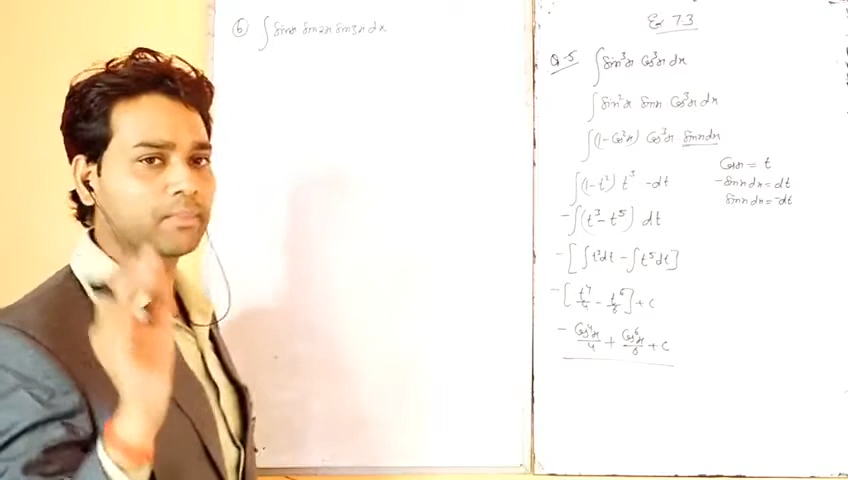 6 ∫ sinx sin2x sin3x dx
Ex 7.3
Q-5 ∫ sin³x Cos³x dx
∫ sin²x sinx Cos³x dx
∫(1-Cos²x) Cos³x sinx dx
Cosx = t
∫(1-t²) t³ -dt
-sinx dx = dt
sinx dx = -dt
-∫(t³-t⁵] dt
-[∫t³dt - ∫t⁵dt]
-[t⁴/4 - t⁶/6] + c
-Cos⁴x/4 + Cos⁶x/6 + c